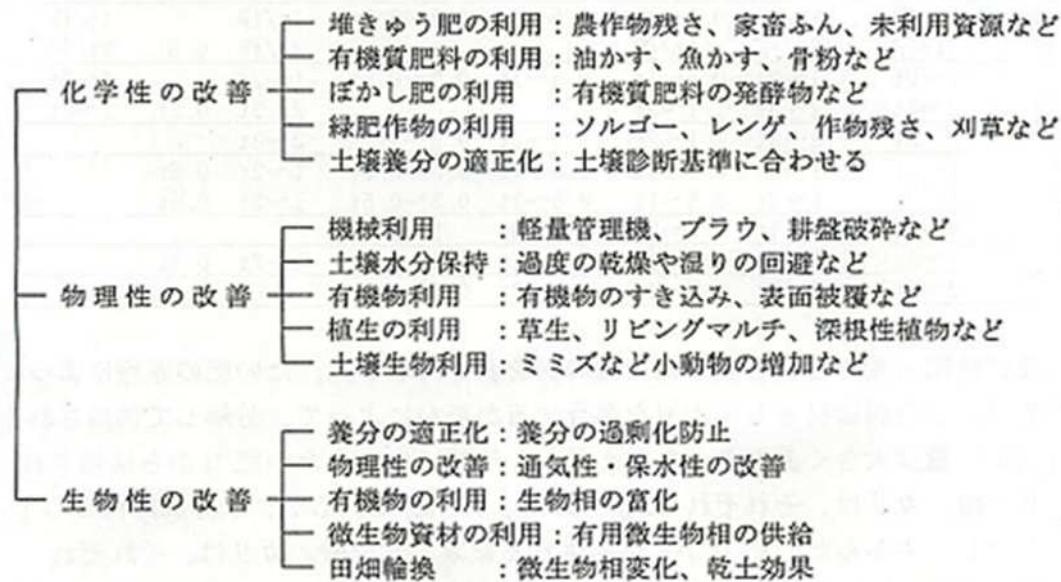 堆きゅう肥の利用：農作物残さ、家畜ふん、未利用資源など
有機質肥料の利用：油かす、魚かす、骨粉など
化学性の改善 ぼかし肥の利用　：有機質肥料の発酵物など
緑肥作物の利用　：ソルゴー、レンゲ、作物残さ、刈草など
土壌養分の適正化：土壌診断基準に合わせる
機械利用　　：軽量管理機、プラウ、耕盤破砕など
土壌水分保持：過度の乾燥や湿りの回避など
物理性の改善 有機物利用　：有機物のすき込み、表面被覆など
植生の利用　：草生、リビングマルチ、深根性植物など
土壌生物利用：ミミズなど小動物の増加など
養分の適正化：養分の過剰化防止
物理性の改善：通気性・保水性の改善
生物性の改善 有機物の利用：生物相の富化
微生物資材の利用：有用微生物相の供給
田畑輪換　　：微生物相変化、乾土効果